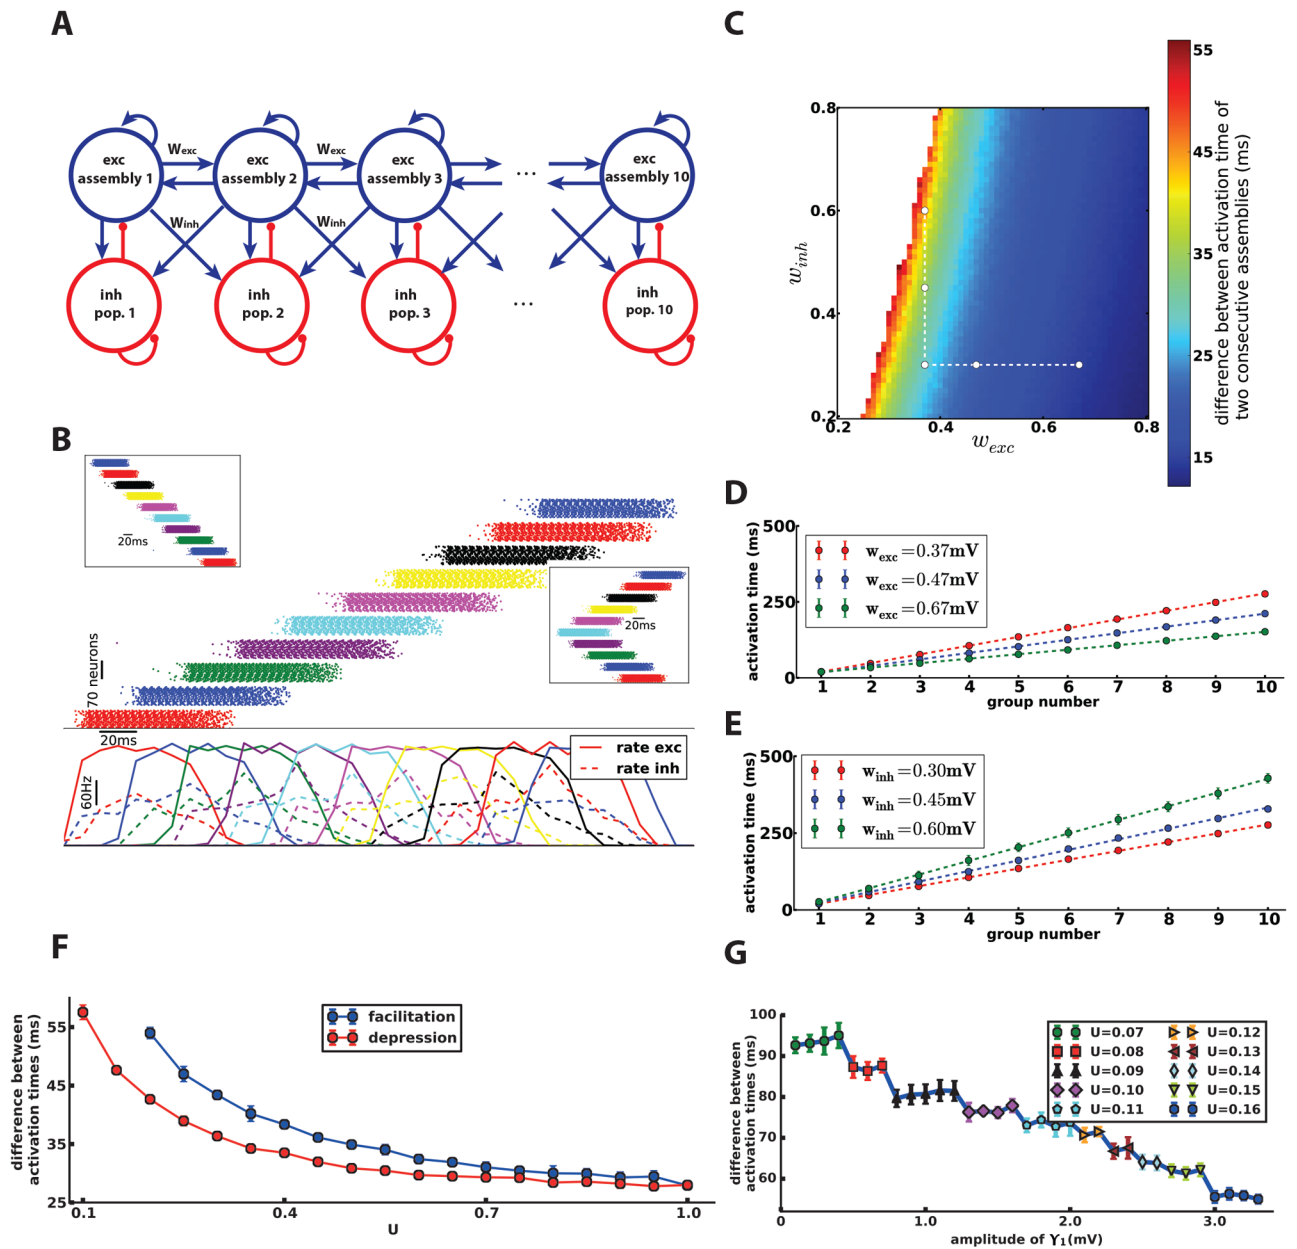 A
exc
assembly 1
W exc
exc
assembly 2
W exc
exc
assembly 3
...
exc
assembly 10
W inh
W inh
inh
pop. 1
inh
pop. 2
inh
pop. 3
...
inh
pop. 10
B
20ms
20ms
70 neurons
20ms
60Hz
rate exc
rate inh
C
0.8
0.6
0.4
0.2
w_inh
0.2
0.4
0.6
0.8
w_exc
55
45
35
25
15
difference between activation time of
two consecutive assemblies (ms)
D
500
250
0
activation time (ms)
w_exc=0.37mV
w_exc=0.47mV
w_exc=0.67mV
1 2 3 4 5 6 7 8 9 10
group number
E
500
250
0
activation time (ms)
w_inh=0.30mV
w_inh=0.45mV
w_inh=0.60mV
1 2 3 4 5 6 7 8 9 10
group number
F
difference between
activation times (ms)
55
45
35
25
facilitation
depression
0.1 0.4 0.7 1.0
U
G
difference between
activation times (ms)
100
90
80
70
60
U=0.07
U=0.08
U=0.09
U=0.10
U=0.11
U=0.12
U=0.13
U=0.14
U=0.15
U=0.16
0 1.0 2.0 3.0
amplitude of ϒ1(mV)